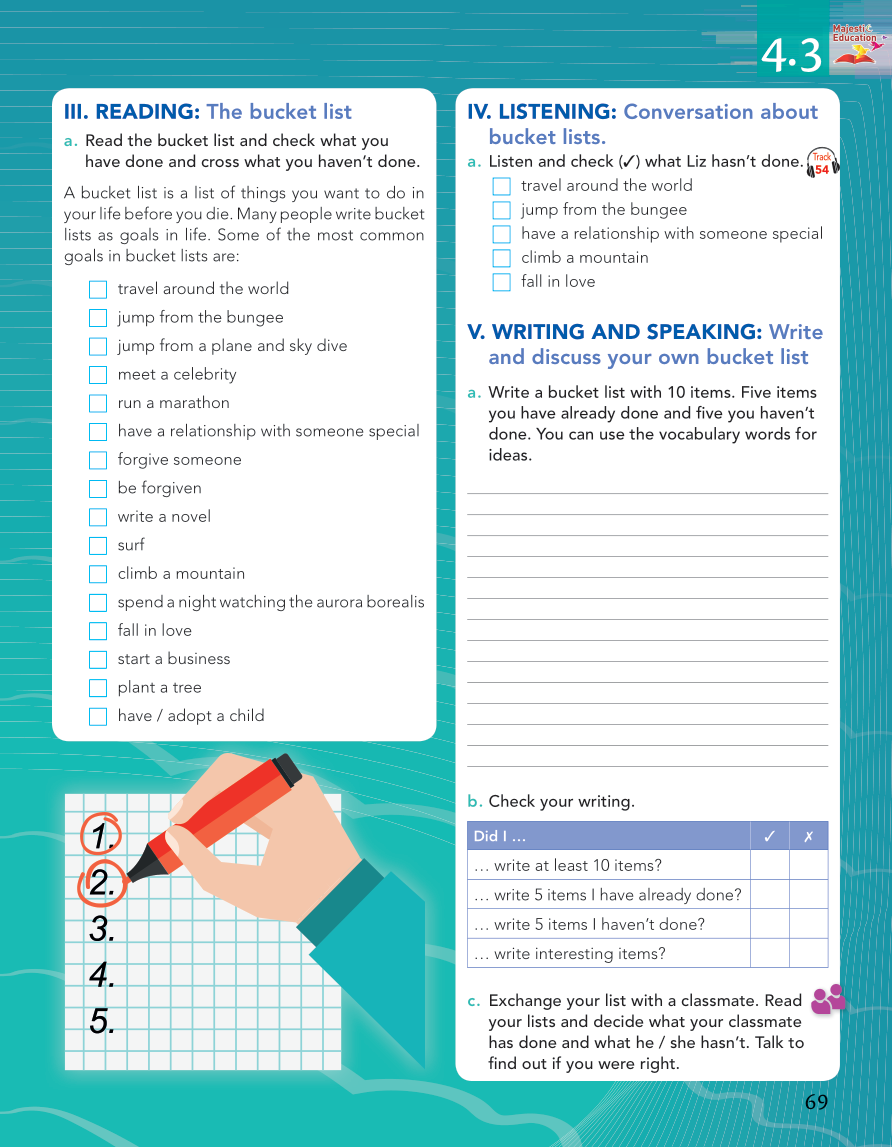 4.3
Majestic
Education
III. READING: The bucket list
a. Read the bucket list and check what you
have done and cross what you haven't done.
A bucket list is a list of things you want to do in
your life before you die. Many people write bucket
lists as goals in life. Some of the most common
goals in bucket lists are:
travel around the world
jump from the bungee
jump from a plane and sky dive
meet a celebrity
run a marathon
have a relationship with someone special
forgive someone
be forgiven
write a novel
surf
climb a mountain
spend a night watching the aurora borealis
fall in love
start a business
plant a tree
have / adopt a child
1.
2.
3.
4.
5.
IV. LISTENING: Conversation about
bucket lists.
a. Listen and check (✓) what Liz hasn't done.
Track
54
travel around the world
jump from the bungee
have a relationship with someone special
climb a mountain
fall in love
V. WRITING AND SPEAKING: Write
and discuss your own bucket list
a. Write a bucket list with 10 items. Five items
you have already done and five you haven't
done. You can use the vocabulary words for
ideas.
b. Check your writing.
Did I ... ✓ ✗
... write at least 10 items?
... write 5 items I have already done?
... write 5 items I haven't done?
... write interesting items?
c. Exchange your list with a classmate. Read
your lists and decide what your classmate
has done and what he / she hasn't. Talk to
find out if you were right.
69